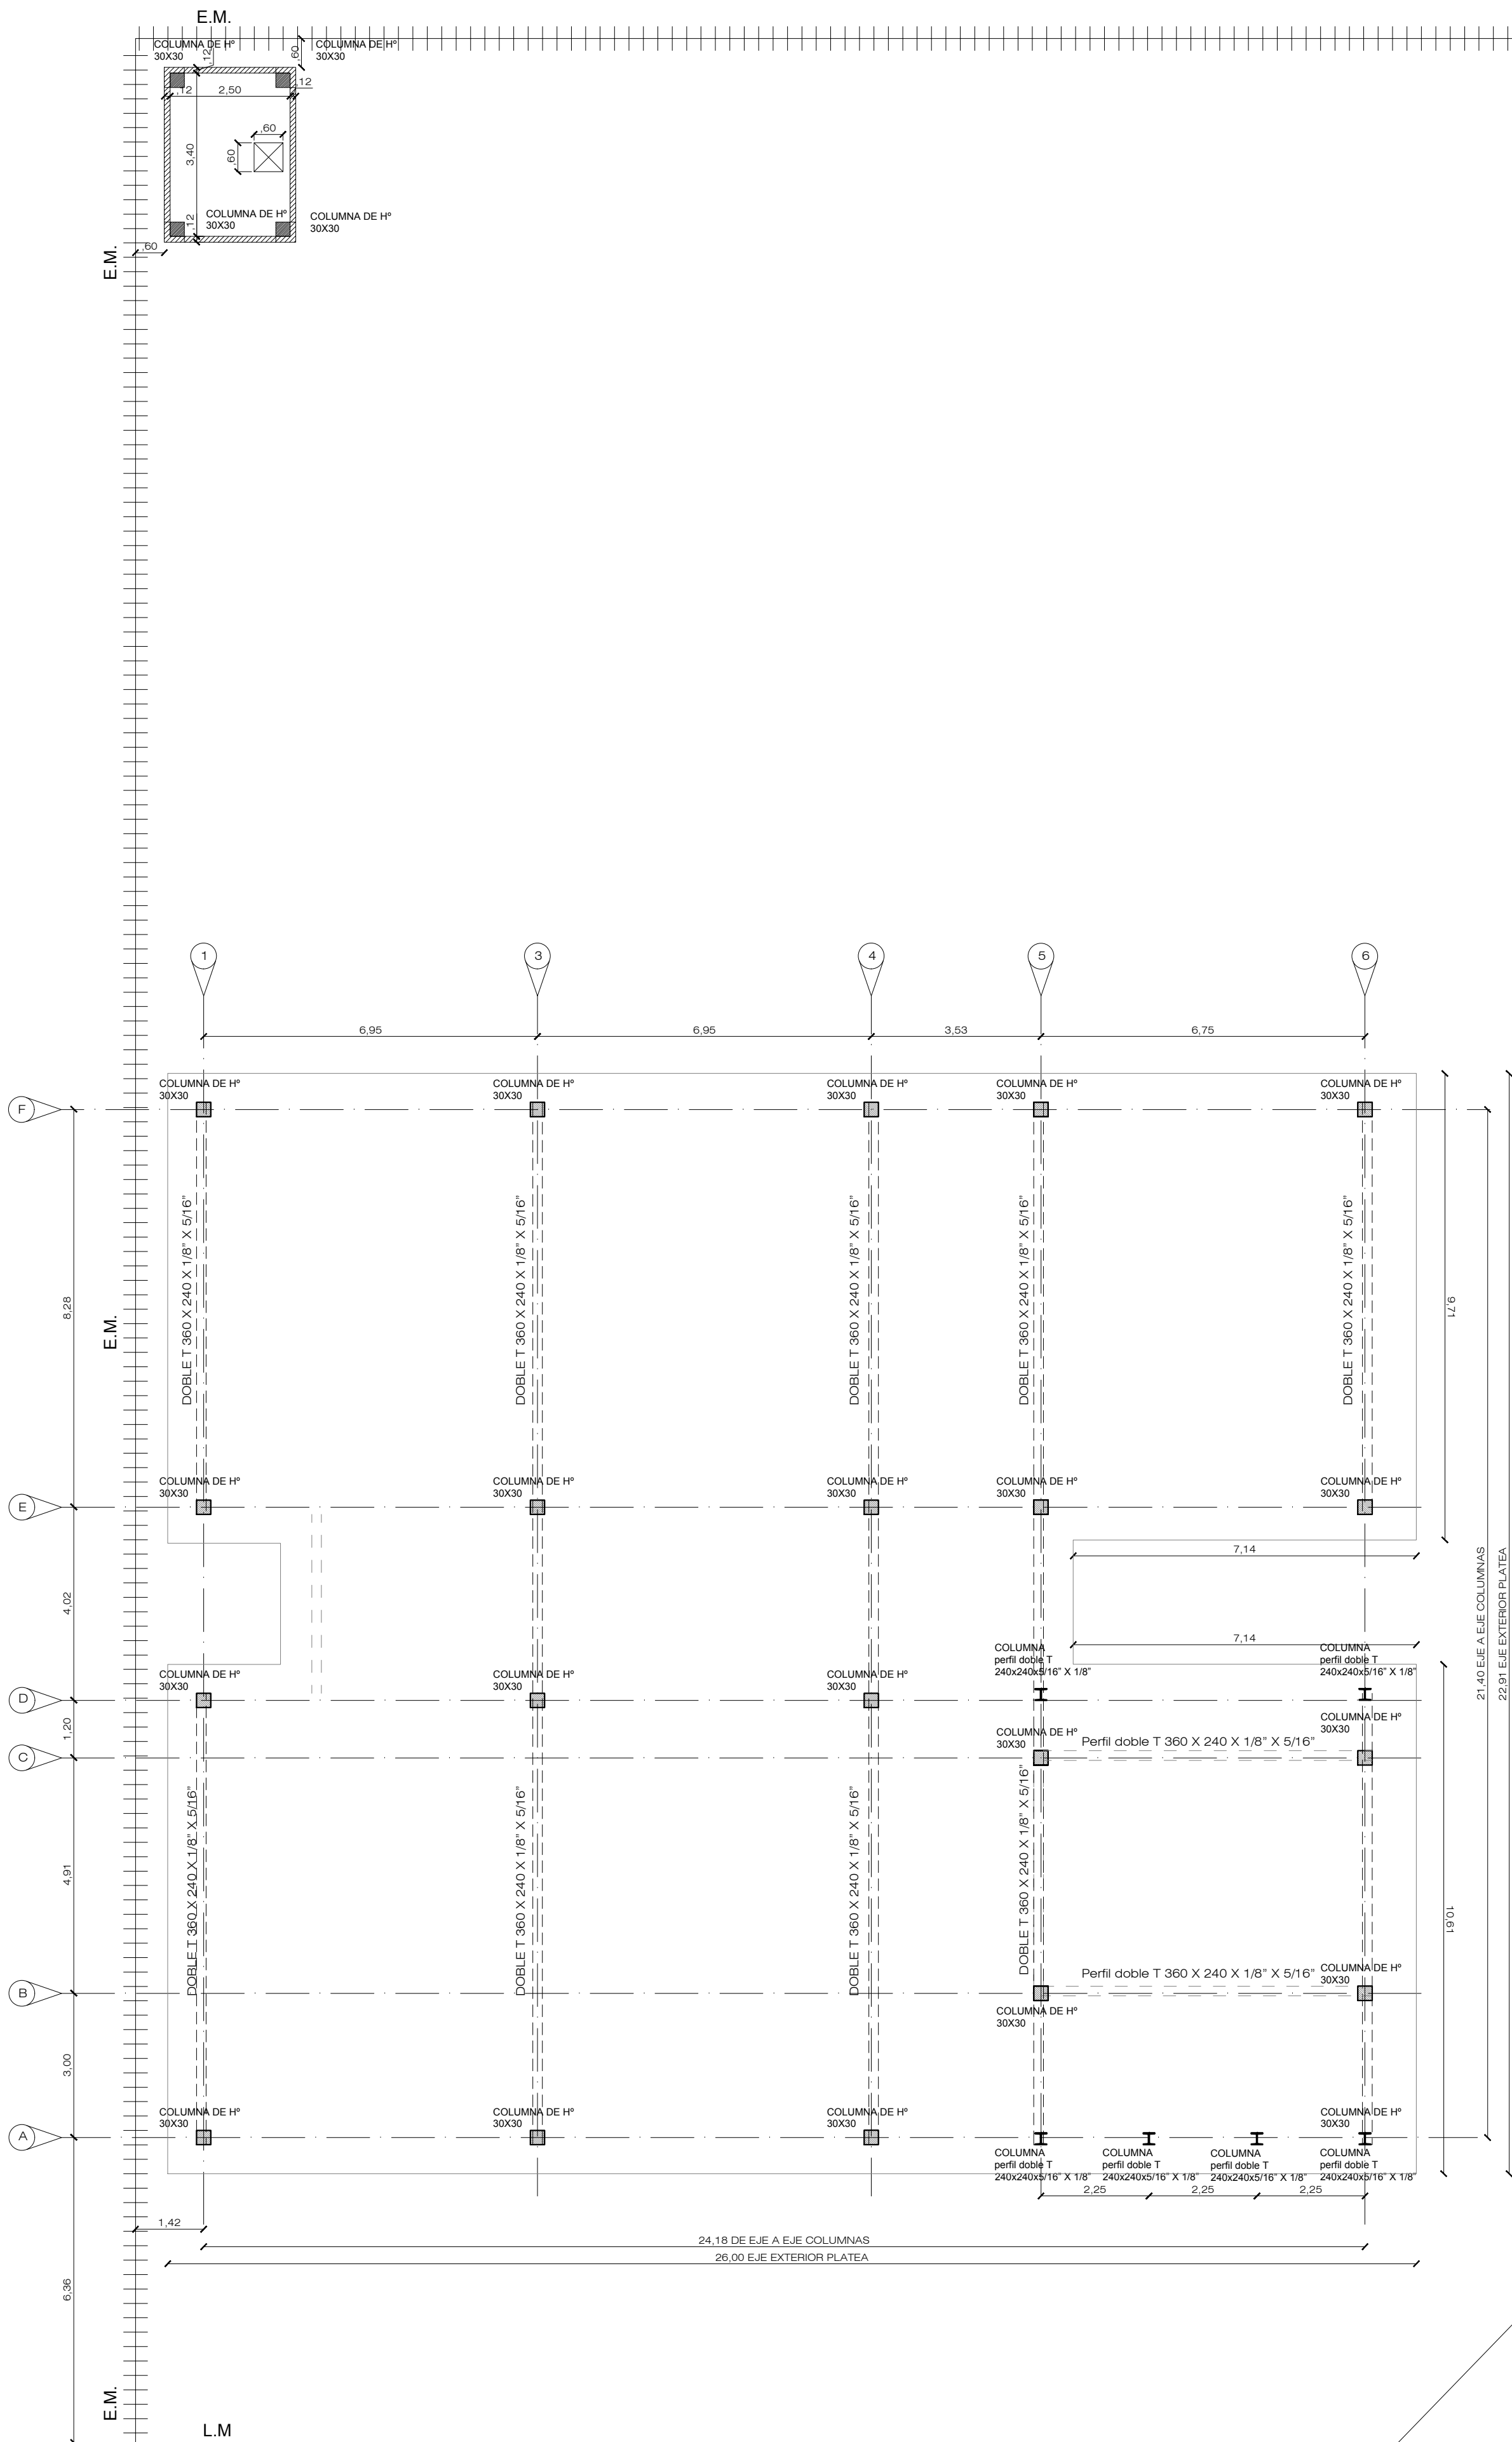 E.M.
COLUMNA DE Hº
30X30
,12
,60
COLUMNA DE Hº
30X30
,12
2,50
,12
,60
,60
3,40
COLUMNA DE Hº
30X30
,12
COLUMNA DE Hº
30X30
,60
E.M.
1
3
4
5
6
6,95
6,95
3,53
6,75
COLUMNA DE Hº
30X30
COLUMNA DE Hº
30X30
COLUMNA DE Hº
30X30
COLUMNA DE Hº
30X30
COLUMNA DE Hº
30X30
F
DOBLE T 360 X 240 X 1/8" X 5/16"
DOBLE T 360 X 240 X 1/8" X 5/16"
DOBLE T 360 X 240 X 1/8" X 5/16"
DOBLE T 360 X 240 X 1/8" X 5/16"
DOBLE T 360 X 240 X 1/8" X 5/16"
8,28
E.M.
9,71
COLUMNA DE Hº
30X30
COLUMNA DE Hº
30X30
COLUMNA DE Hº
30X30
COLUMNA DE Hº
30X30
COLUMNA DE Hº
30X30
E
7,14
4,02
21,40 EJE A EJE COLUMNAS
22,91 EJE EXTERIOR PLATEA
7,14
COLUMNA
perfil doble T
240x240x5/16" X 1/8"
COLUMNA
perfil doble T
240x240x5/16" X 1/8"
COLUMNA DE Hº
30X30
COLUMNA DE Hº
30X30
COLUMNA DE Hº
30X30
D
1,20
COLUMNA DE Hº
30X30
COLUMNA DE Hº
30X30
Perfil doble T 360 X 240 X 1/8" X 5/16"
C
DOBLE T 360 X 240 X 1/8" X 5/16"
DOBLE T 360 X 240 X 1/8" X 5/16"
DOBLE T 360 X 240 X 1/8" X 5/16"
DOBLE T 360 X 240 X 1/8" X 5/16"
4,91
10,61
Perfil doble T 360 X 240 X 1/8" X 5/16"
COLUMNA DE Hº
30X30
B
COLUMNA DE Hº
30X30
3,00
COLUMNA DE Hº
30X30
COLUMNA DE Hº
30X30
COLUMNA DE Hº
30X30
COLUMNA DE Hº
30X30
A
COLUMNA
perfil doble T
240x240x5/16" X 1/8"
COLUMNA
perfil doble T
240x240x5/16" X 1/8"
COLUMNA
perfil doble T
240x240x5/16" X 1/8"
COLUMNA
perfil doble T
240x240x5/16" X 1/8"
2,25
2,25
2,25
1,42
24,18 DE EJE A EJE COLUMNAS
26,00 EJE EXTERIOR PLATEA
6,36
E.M.
L.M